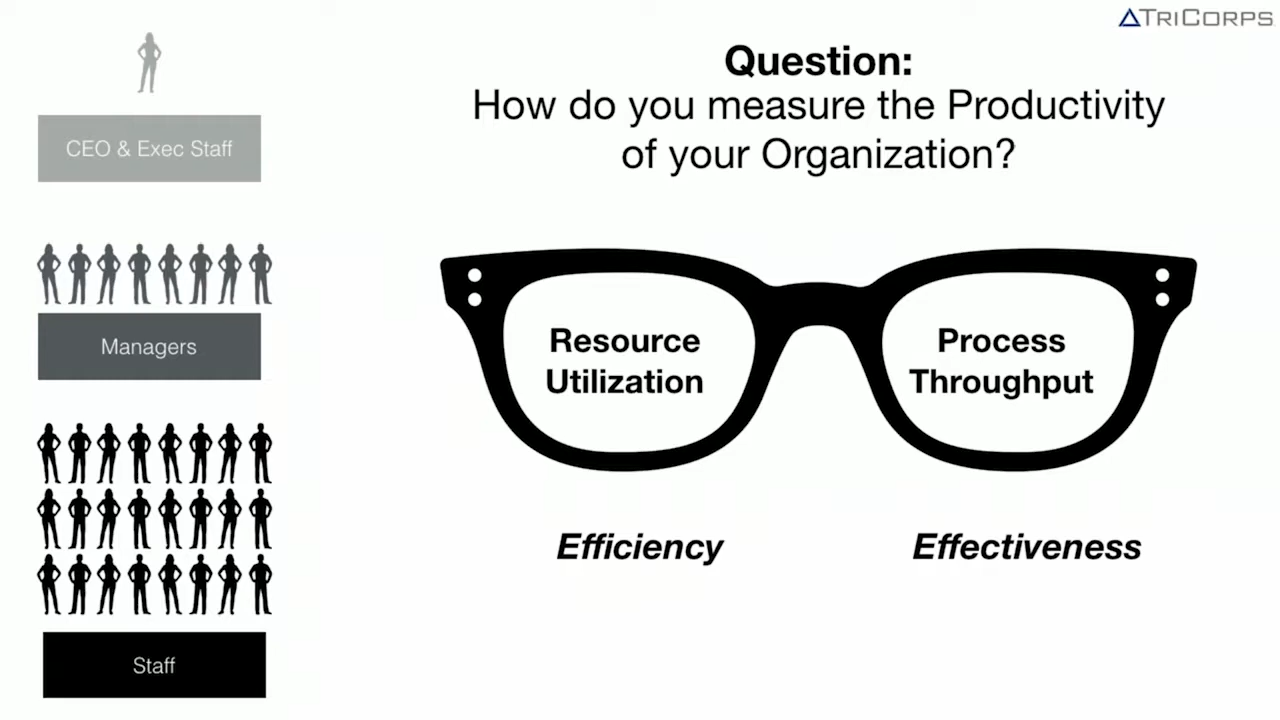 TRICORPS
Question:
How do you measure the Productivity
of your Organization?
CEO & Exec Staff
Managers
Staff
Resource
Utilization
Process
Throughput
Efficiency
Effectiveness